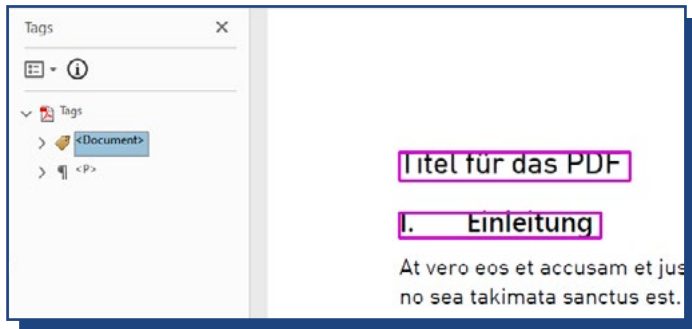 Tags
Tags
<Document>
<P>
Titel für das PDF
I. Einleitung
At vero eos et accusam et jus
no sea takimata sanctus est.